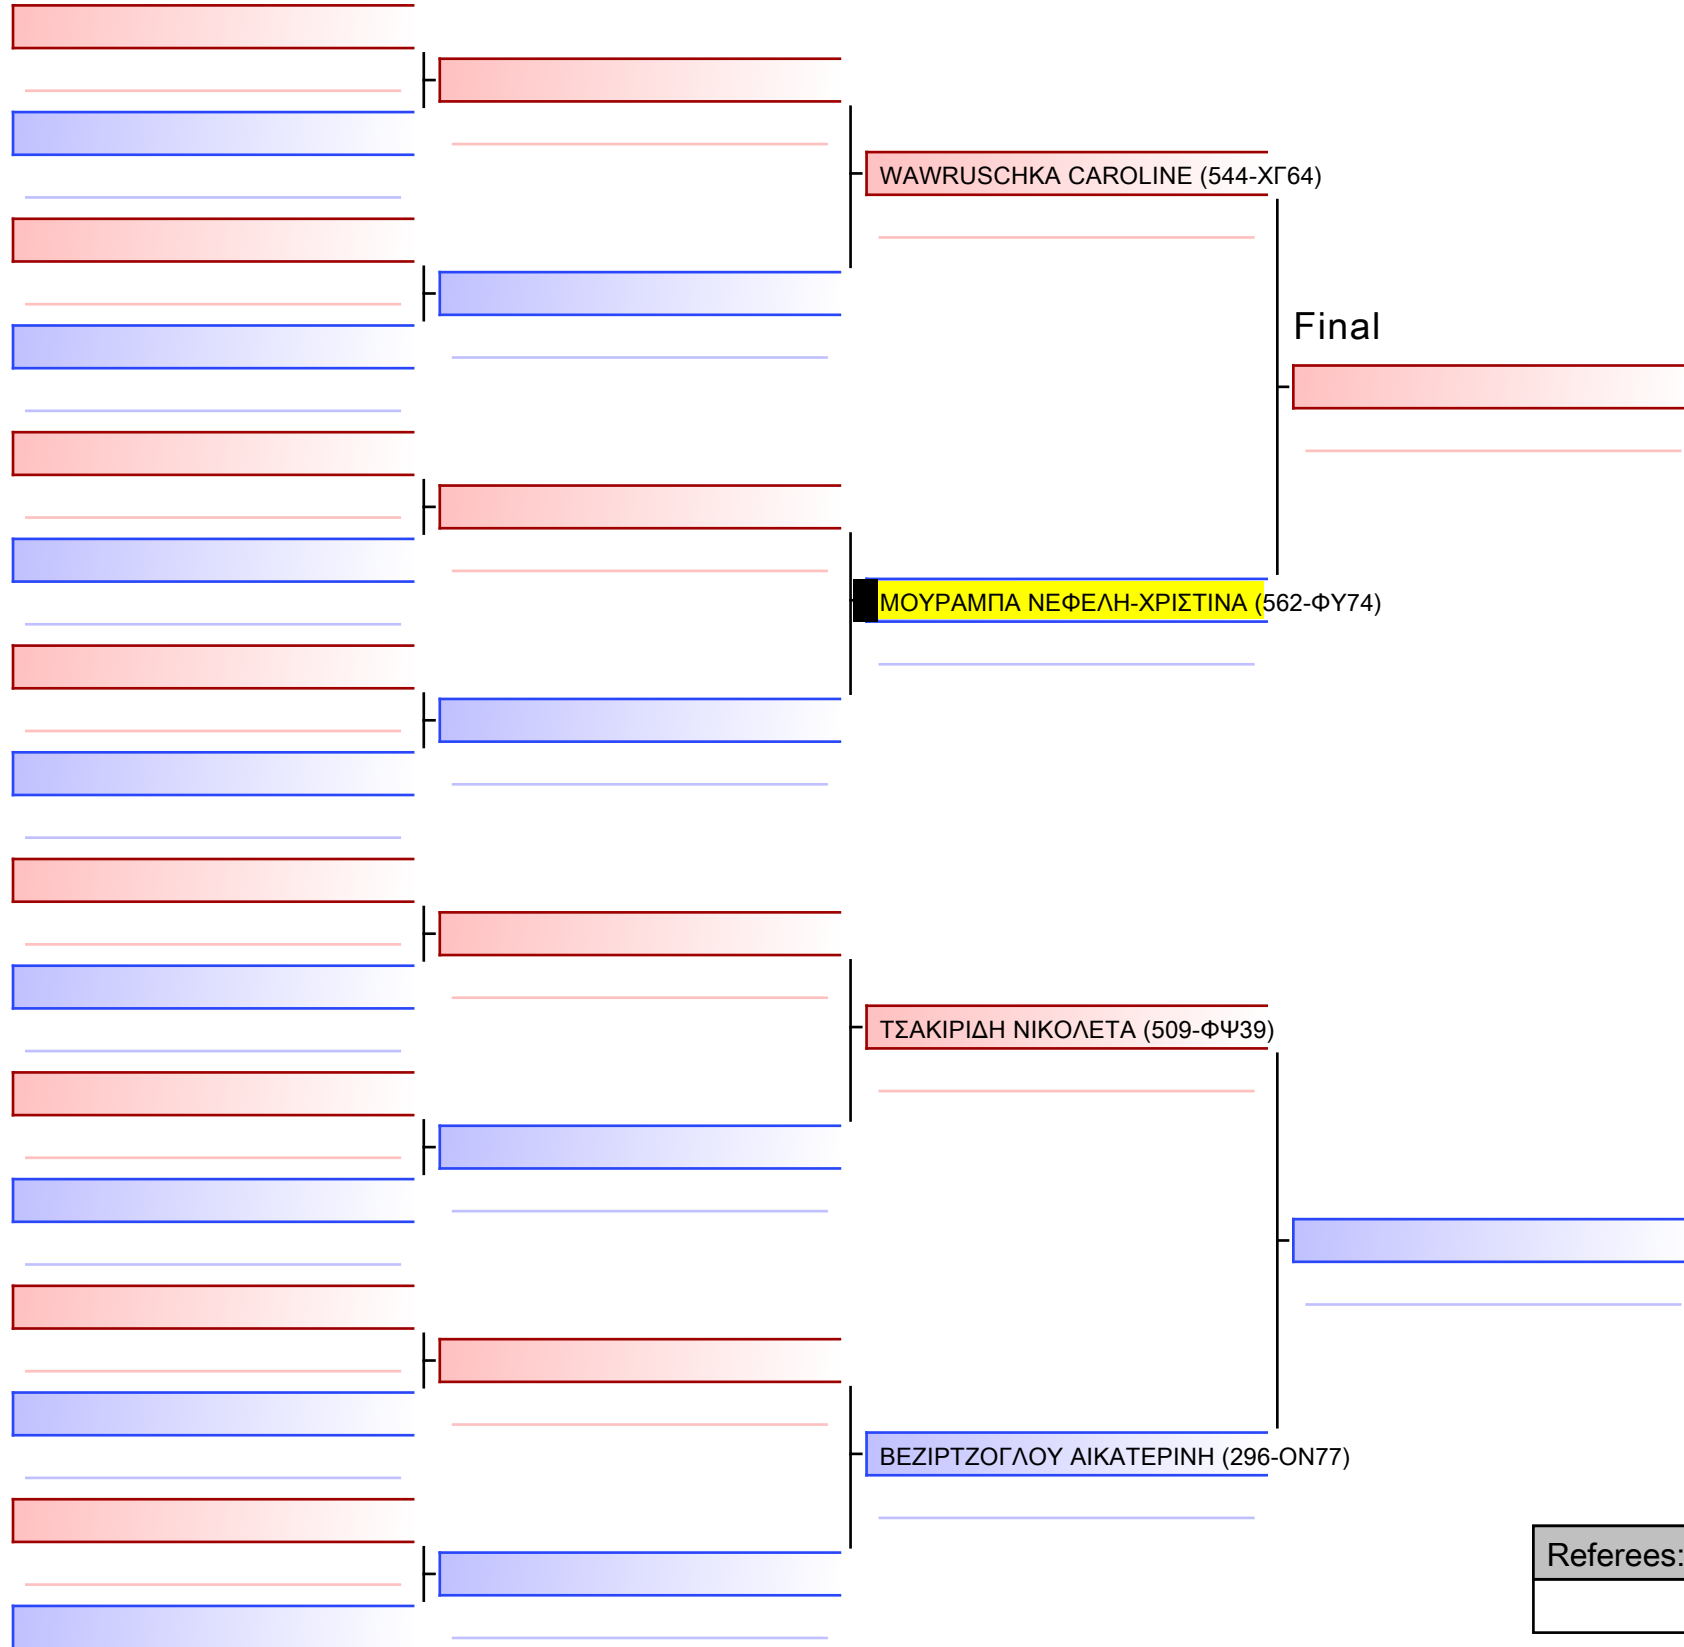 WAWRUSCHKA CAROLINE (544-ΧΓ64)
Final
ΜΟΥΡΑΜΠΑ ΝΕΦΕΛΗ-ΧΡΙΣΤΙΝΑ (562-ΦΥ74)
ΤΣΑΚΙΡΙΔΗ ΝΙΚΟΛΕΤΑ (509-ΦΨ39)
ΒΕΖΙΡΤΖΟΓΛΟΥ ΑΙΚΑΤΕΡΙΝΗ (296-ΟΝ77)
Referees: